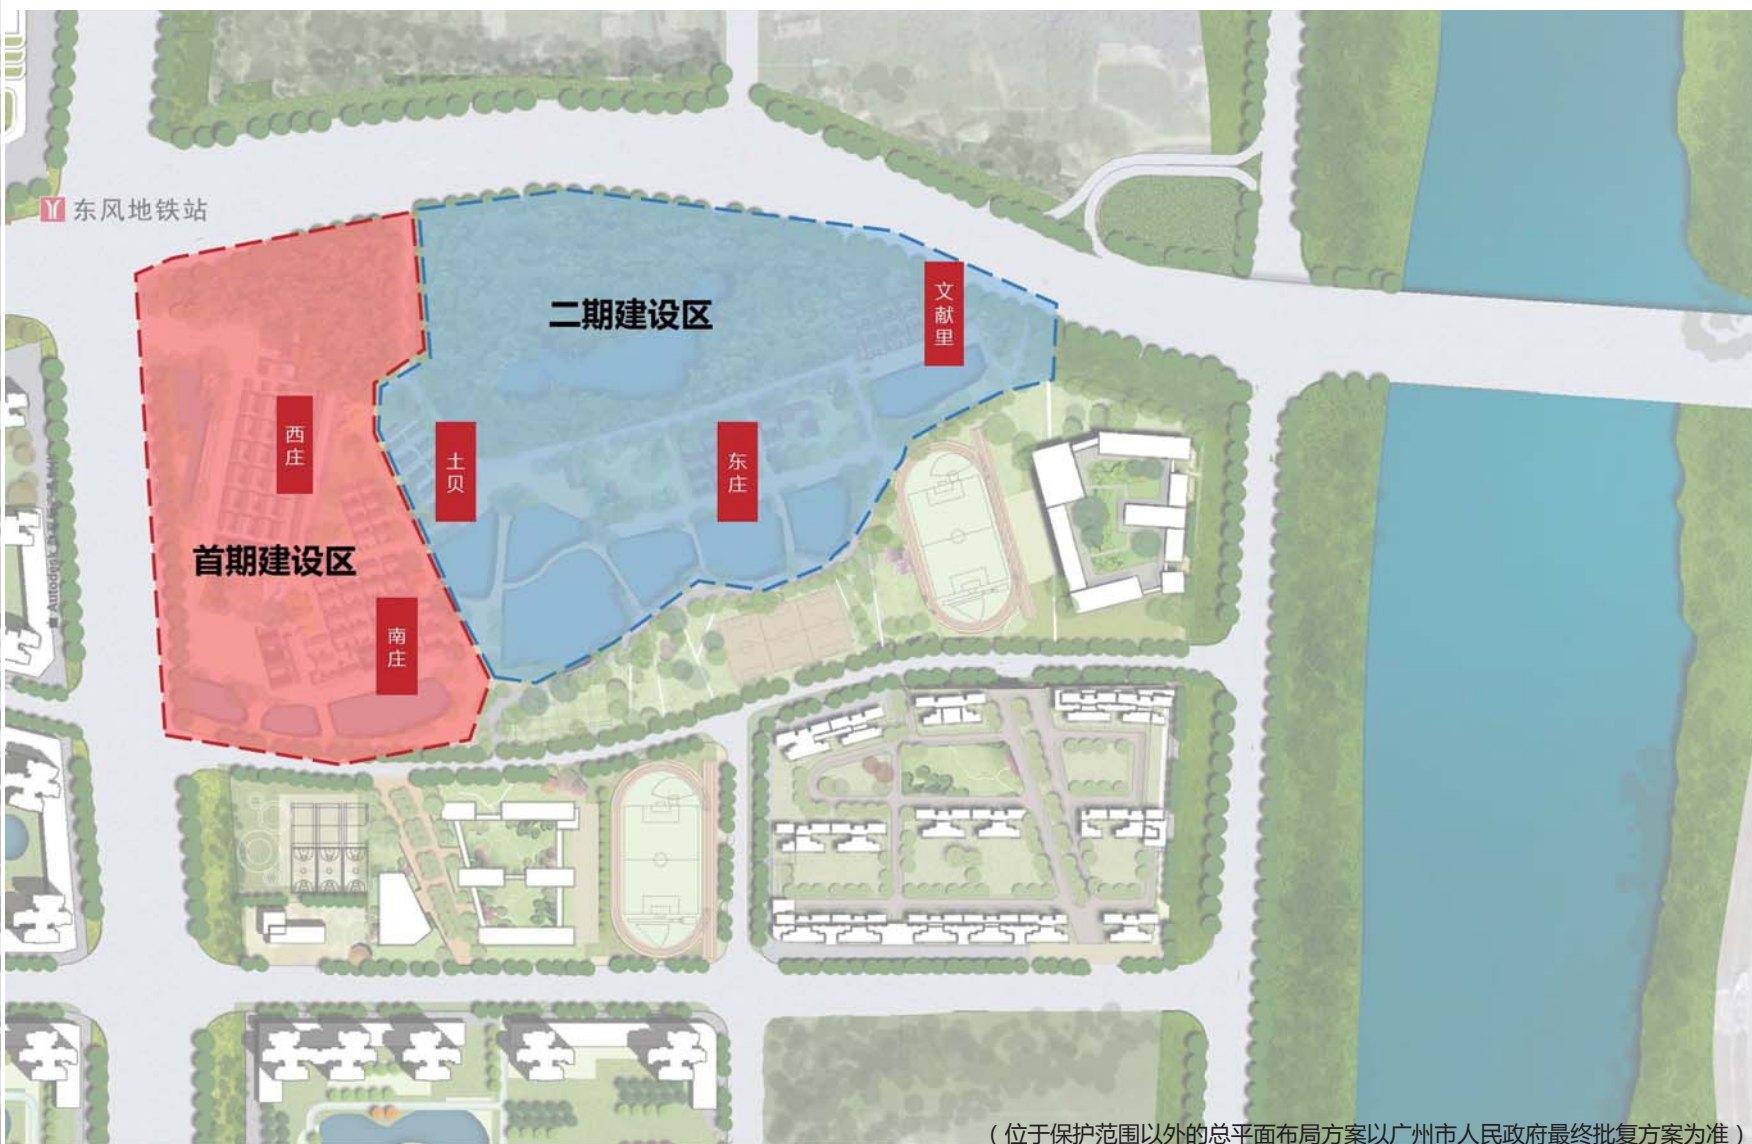 东风地铁站
二期建设区
文献里
西庄
土贝
东庄
首期建设区
南庄
（位于保护范围以外的总平面布局方案以广州市人民政府最终批复方案为准）